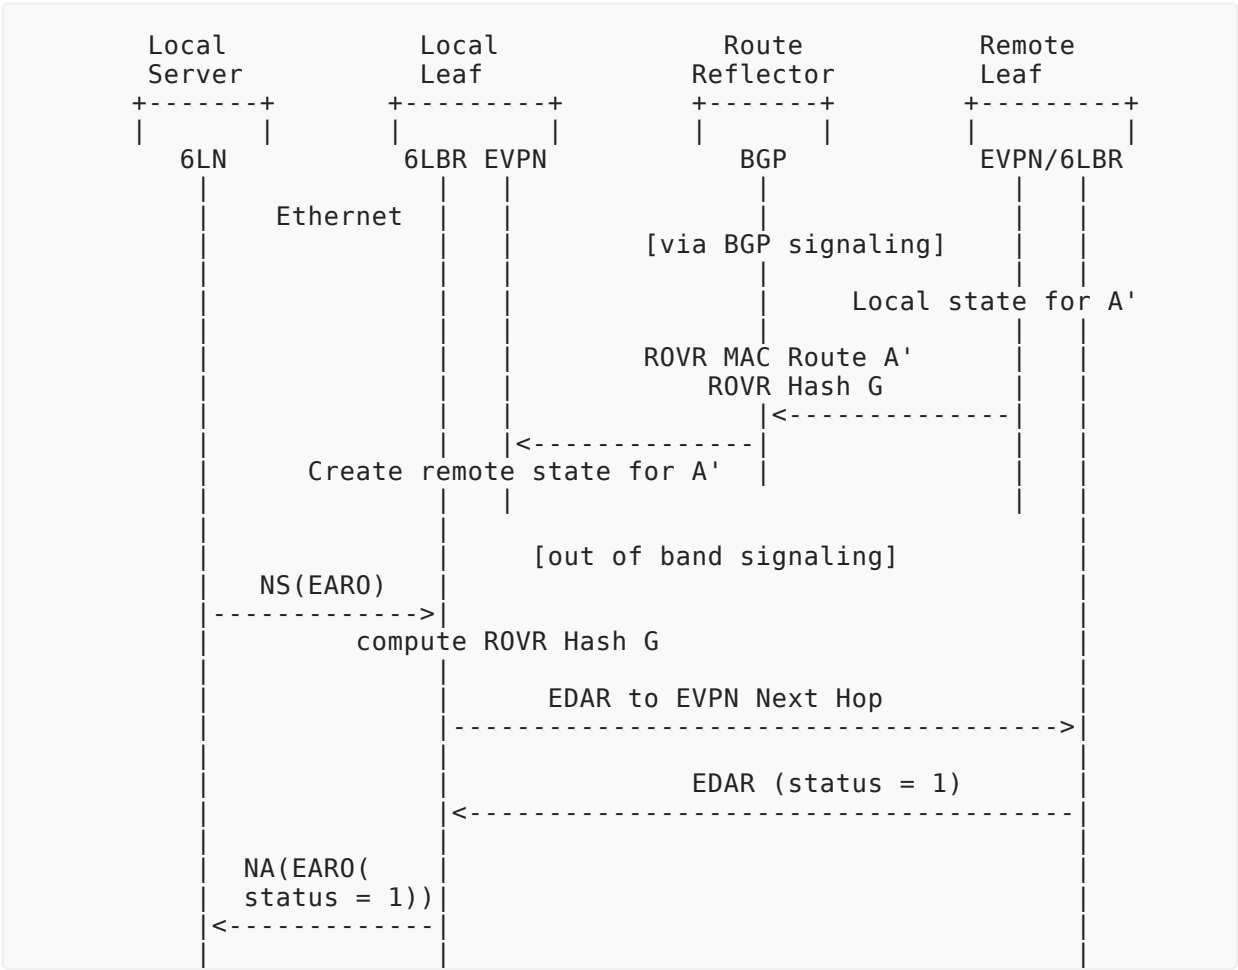 Local Local Route Remote
Server Leaf Reflector Leaf
+-------+ +---------+ +-------+ +---------+
| | | | | | | |
6LN 6LBR EVPN BGP EVPN/6LBR
Ethernet
[via BGP signaling]
Local state for A'
ROVR MAC Route A'
ROVR Hash G
|<--------------|
|<--------------|
Create remote state for A'
[out of band signaling]
NS(EARO)
|------------->|
compute ROVR Hash G
EDAR to EVPN Next Hop
|-------------------------------------->|
EDAR (status = 1)
|<--------------------------------------|
NA(EARO(
status = 1))
|<-------------|